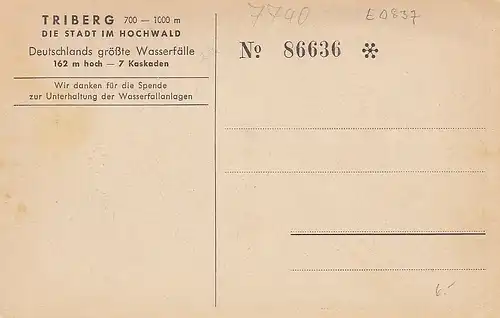 TRIBERG 700 — 1000 m
DIE STADT IM HOCHWALD
Deutschlands größte Wasserfälle
162 m hoch — 7 Kaskaden
Wir danken für die Spende
zur Unterhaltung der Wasserfallanlagen
7740
№ 86636 ✻
6.-